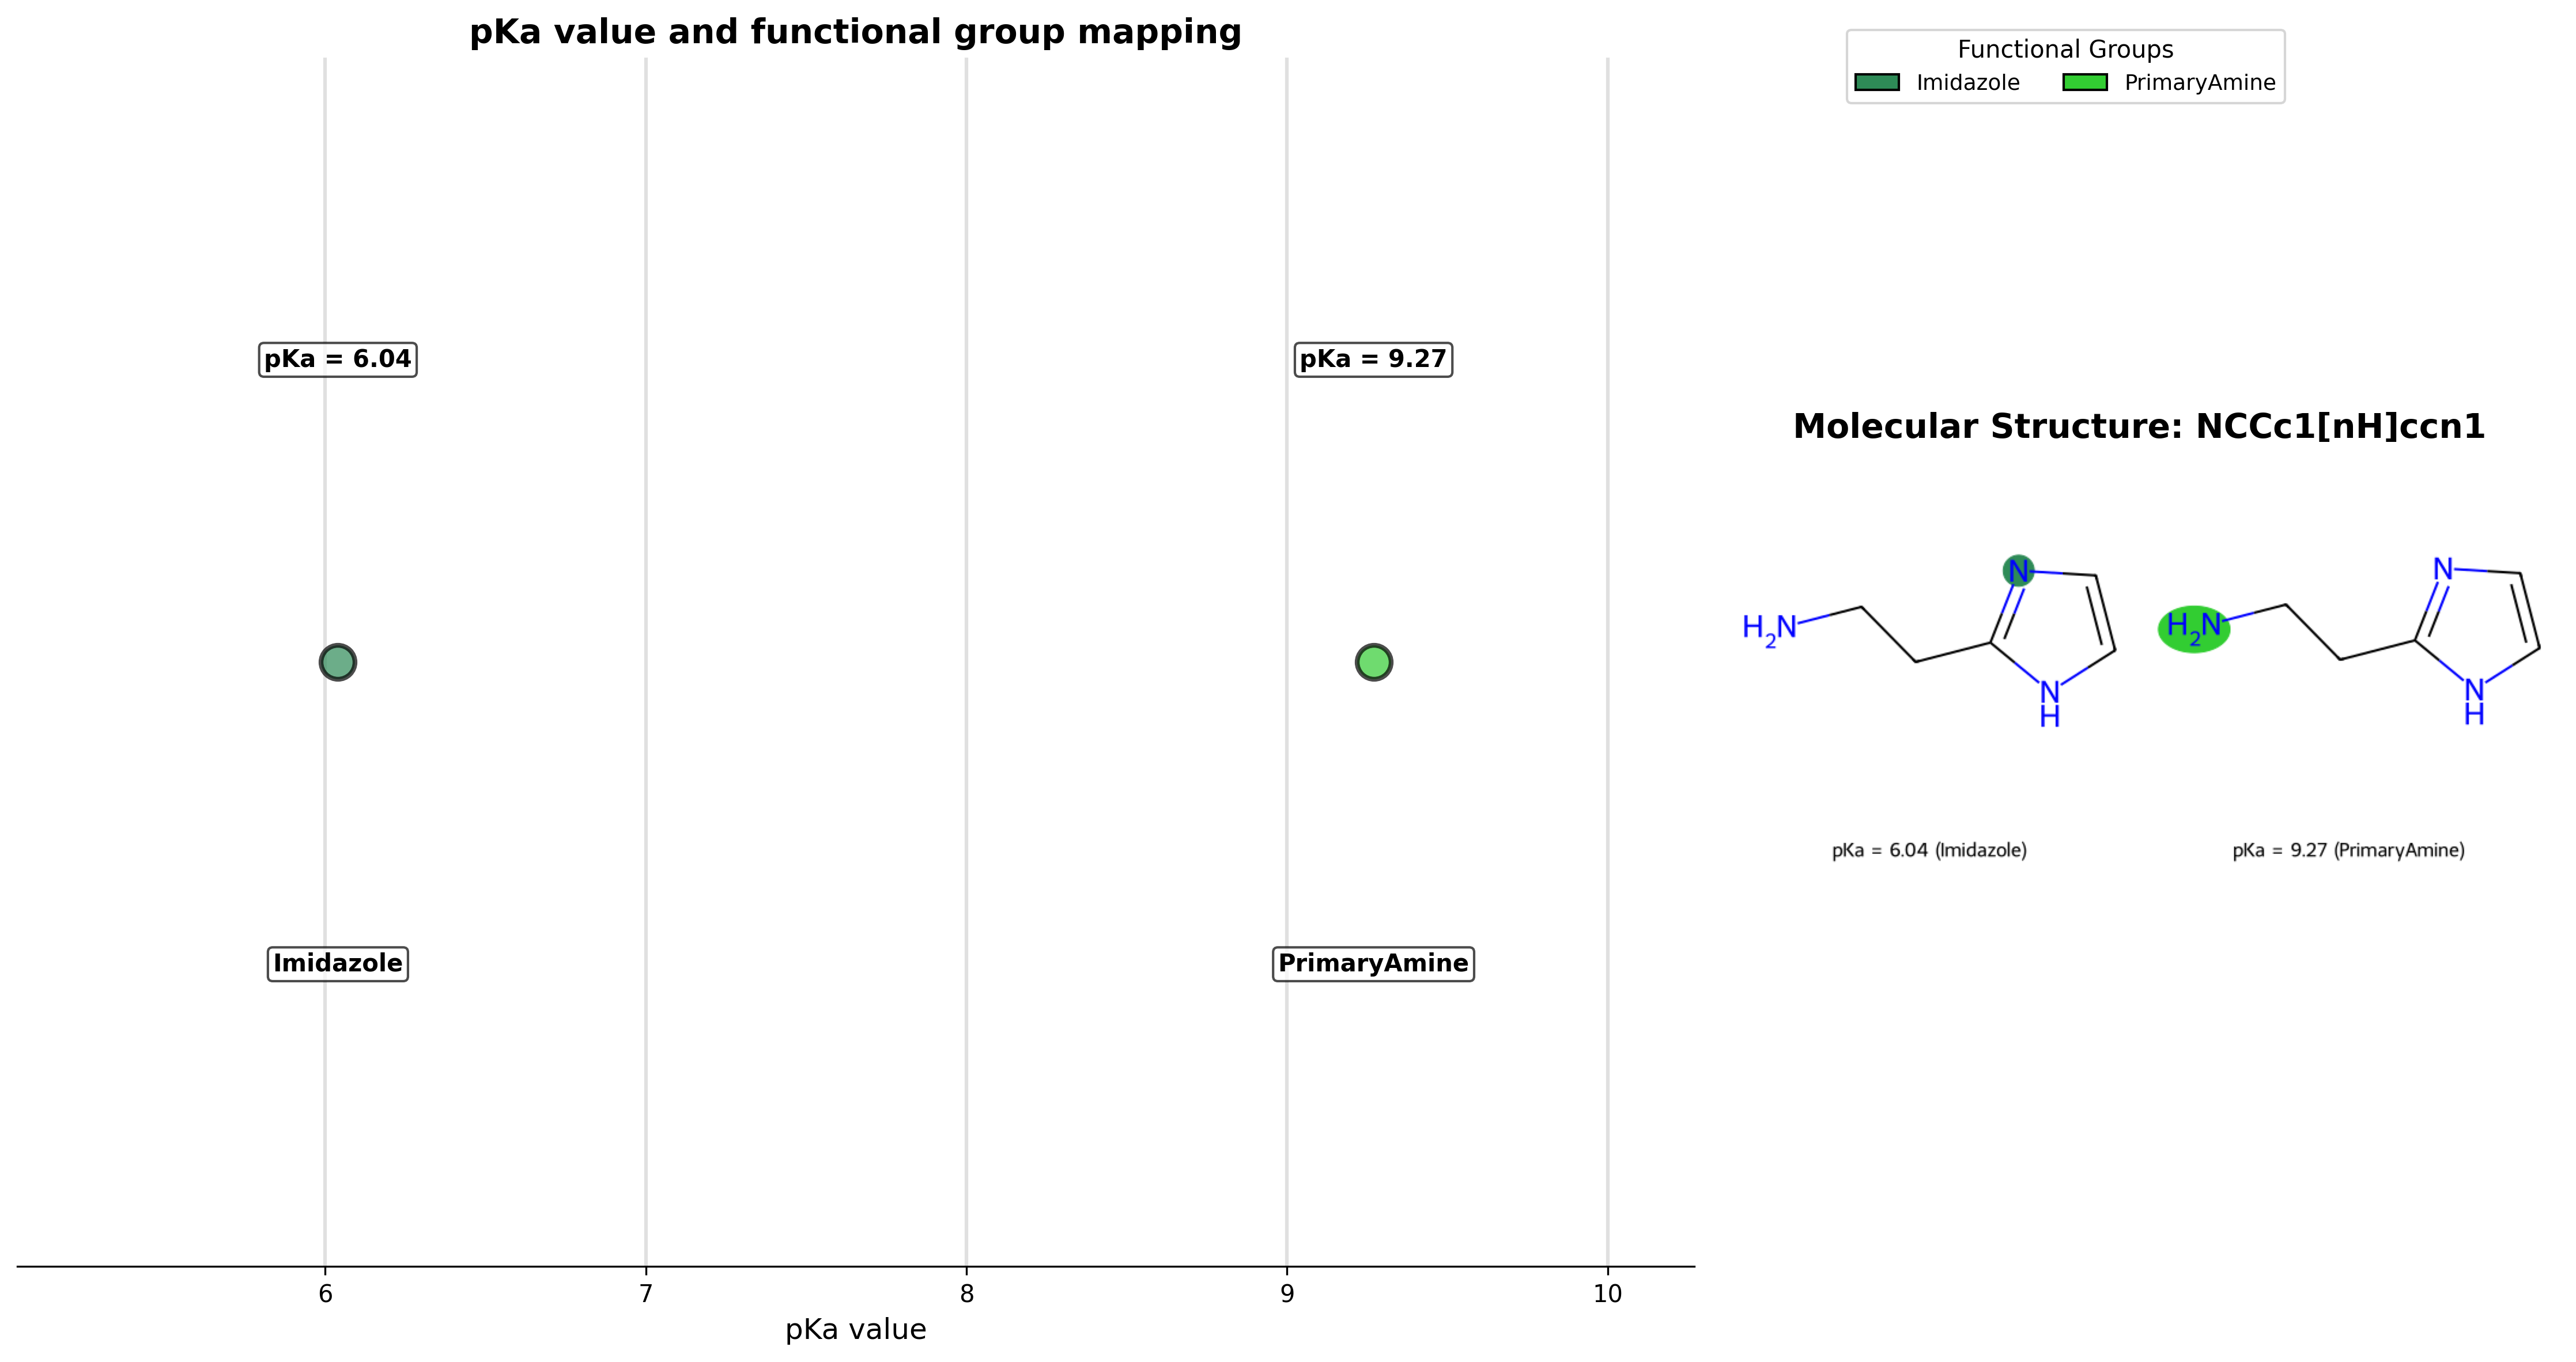 pKa value and functional group mapping
pKa = 6.04
pKa = 9.27
Imidazole
PrimaryAmine
6 7 8 9 10
pKa value
Functional Groups
Imidazole PrimaryAmine
Molecular Structure: NCCc1[nH]ccn1
H2N N N H
H2N N N H
pKa = 6.04 (Imidazole)
pKa = 9.27 (PrimaryAmine)